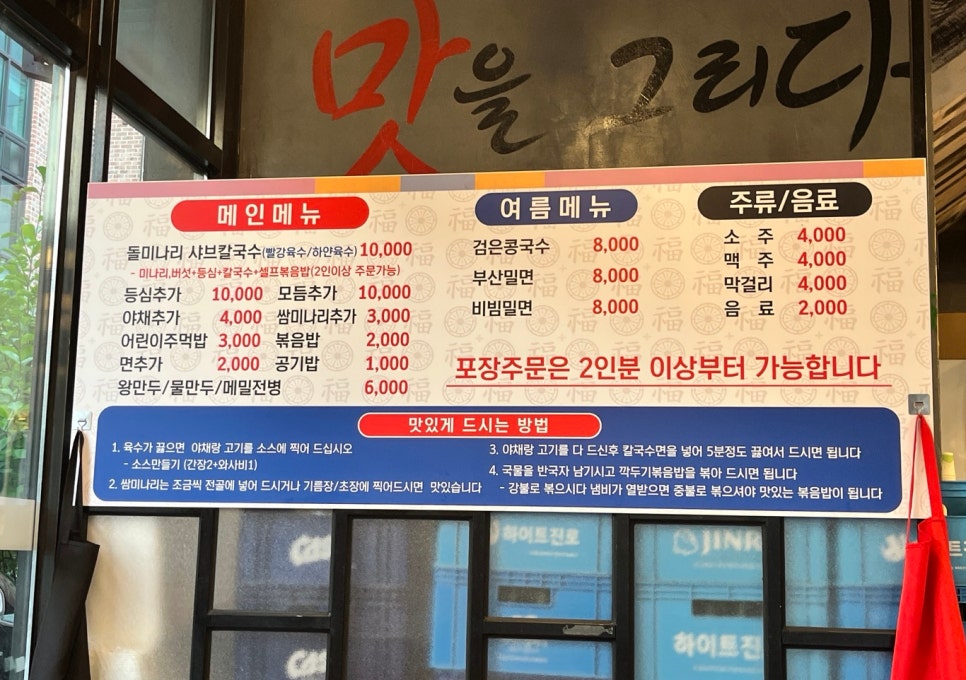 맛을 그리다
메인메뉴
돌미나리 샤브칼국수(빨강육수/하얀육수) 10,000
- 미나리,버섯+등심+칼국수+셀프볶음밥(2인이상 주문가능)
등심추가 10,000 모듬추가 10,000
야채추가 4,000 쌈미나리추가 3,000
어린이주먹밥 3,000 볶음밥 2,000
면추가 2,000 공기밥 1,000
왕만두/물만두/메밀전병 6,000
여름메뉴
검은콩국수 8,000
부산밀면 8,000
비빔밀면 8,000
주류/음료
소 주 4,000
맥 주 4,000
막걸리 4,000
음 료 2,000
포장주문은 2인분 이상부터 가능합니다
맛있게 드시는 방법
1. 육수가 끓으면 야채랑 고기를 소스에 찍어 드십시오
- 소스만들기 (간장2+와사비1)
2. 쌈미나리는 조금씩 전골에 넣어 드시거나 기름장/초장에 찍어드시면 맛있습니다
3. 야채랑 고기를 다 드신후 칼국수면을 넣어 5분정도 끓여서 드시면 됩니다
4. 국물을 반국자 남기시고 깍두기볶음밥을 볶아 드시면 됩니다
- 강불로 볶으시다 냄비가 열받으면 중불로 볶으셔야 맛있는 볶음밥이 됩니다
하이트진로
JINR
하이트진로